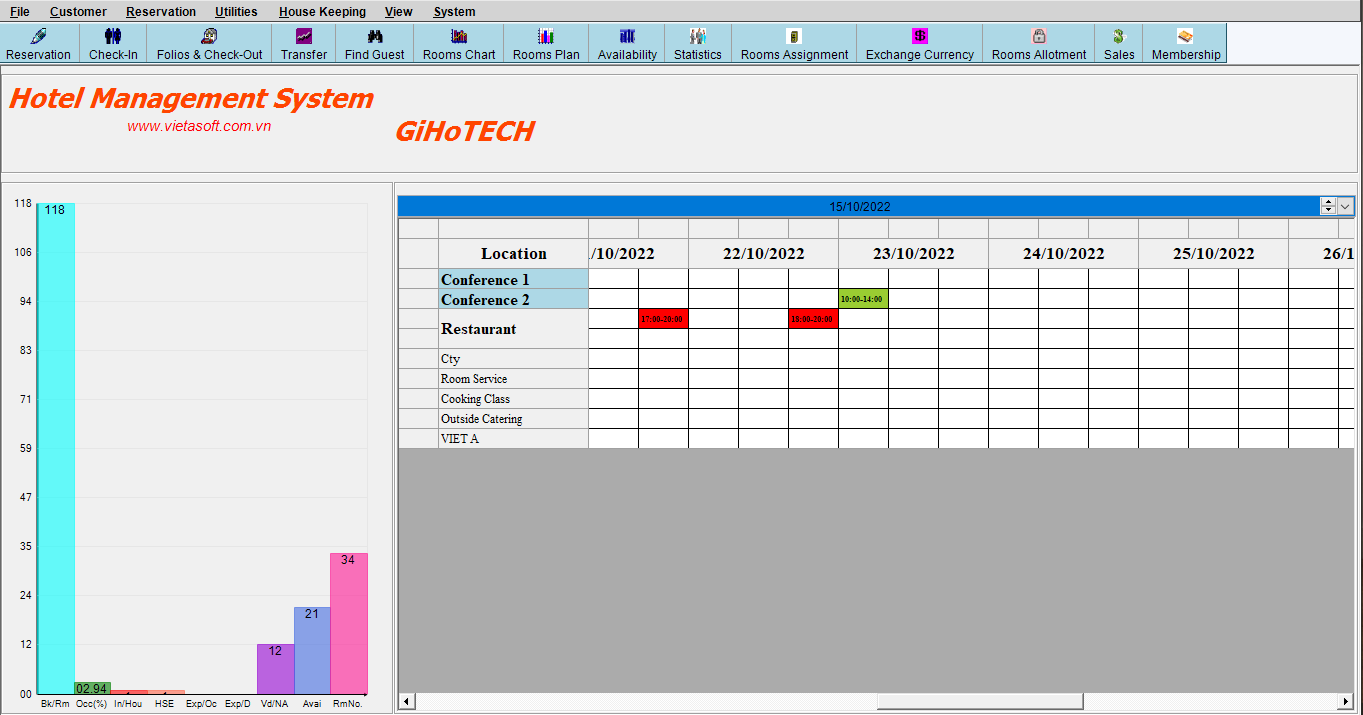 File Customer Reservation Utilities House Keeping View System
Reservation Check-In Folios & Check-Out Transfer Find Guest Rooms Chart Rooms Plan Availability Statistics Rooms Assignment Exchange Currency Rooms Allotment Sales Membership
Hotel Management System
www.vietasoft.com.vn
GiHoTECH
118
118
106
94
83
71
59
47
35
24
12
00
02.94
12
21
34
Bk/Rm Occ(%) In/Hou HSE Exp/Oc Exp/D Vd/NA Avai RmNo.
15/10/2022
Location /10/2022 22/10/2022 23/10/2022 24/10/2022 25/10/2022 26/1
Conference 1
Conference 2 10:00-14:00
17:00-20:00 18:00-20:00
Restaurant
Cty
Room Service
Cooking Class
Outside Catering
VIET A